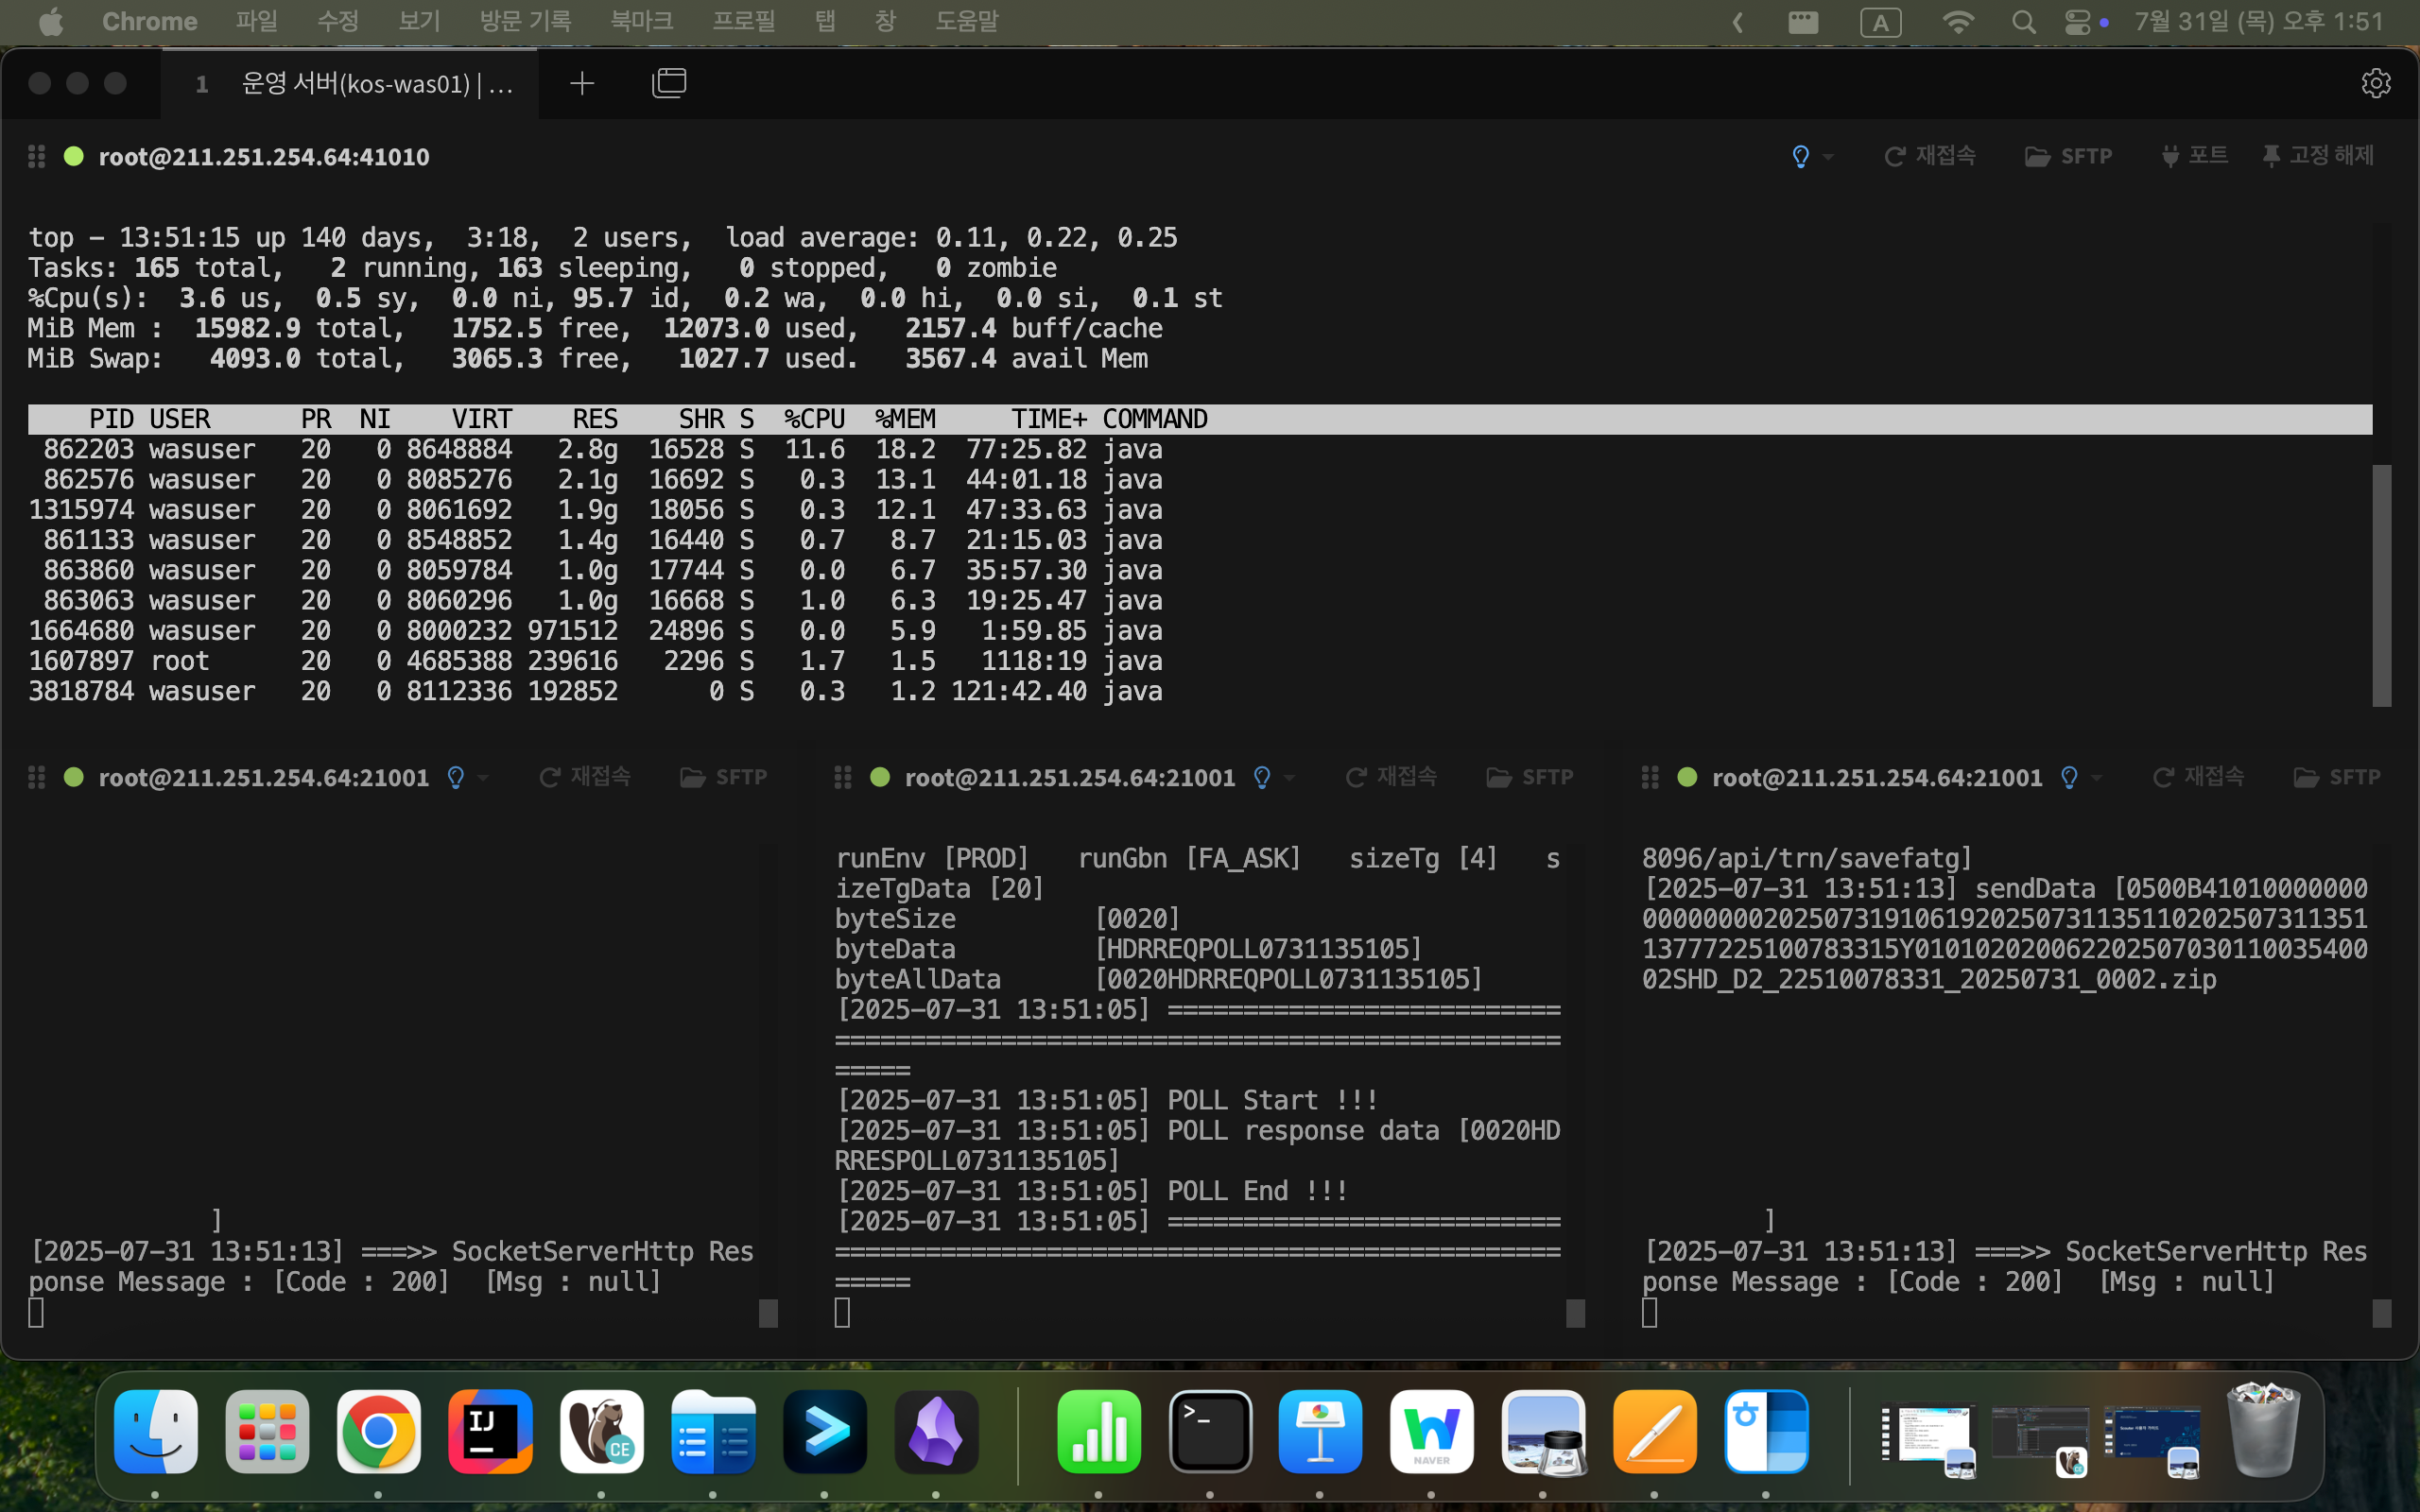 Chrome 파일 수정 보기 방문 기록 북마크 프로필 탭 창 도움말 A 7월 31일 (목) 오후 1:51
1 운영 서버(kos-was01) | ...
root@211.251.254.64:41010 재접속 SFTP 포트 고정 해제
top - 13:51:15 up 140 days,  3:18,  2 users,  load average: 0.11, 0.22, 0.25
Tasks: 165 total,   2 running, 163 sleeping,   0 stopped,   0 zombie
%Cpu(s):  3.6 us,  0.5 sy,  0.0 ni, 95.7 id,  0.2 wa,  0.0 hi,  0.0 si,  0.1 st
MiB Mem :  15982.9 total,   1752.5 free,  12073.0 used,   2157.4 buff/cache
MiB Swap:   4093.0 total,   3065.3 free,   1027.7 used.   3567.4 avail Mem
PID USER PR NI VIRT RES SHR S %CPU %MEM TIME+ COMMAND
862203 wasuser 20 0 8648884 2.8g 16528 S 11.6 18.2 77:25.82 java
862576 wasuser 20 0 8085276 2.1g 16692 S 0.3 13.1 44:01.18 java
1315974 wasuser 20 0 8061692 1.9g 18056 S 0.3 12.1 47:33.63 java
861133 wasuser 20 0 8548852 1.4g 16440 S 0.7 8.7 21:15.03 java
863860 wasuser 20 0 8059784 1.0g 17744 S 0.0 6.7 35:57.30 java
863063 wasuser 20 0 8060296 1.0g 16668 S 1.0 6.3 19:25.47 java
1664680 wasuser 20 0 8000232 971512 24896 S 0.0 5.9 1:59.85 java
1607897 root 20 0 4685388 239616 2296 S 1.7 1.5 1118:19 java
3818784 wasuser 20 0 8112336 192852 0 S 0.3 1.2 121:42.40 java
root@211.251.254.64:21001 재접속 SFTP
]
[2025-07-31 13:51:13] ===>> SocketServerHttp Res
ponse Message : [Code : 200]  [Msg : null]
root@211.251.254.64:21001 재접속 SFTP
runEnv [PROD]   runGbn [FA_ASK]   sizeTg [4]   s
izeTgData [20]
byteSize         [0020]
byteData         [HDRREQPOLL0731135105]
byteAllData      [0020HDRREQPOLL0731135105]
[2025-07-31 13:51:05] ==========================
================================================
=====
[2025-07-31 13:51:05] POLL Start !!!
[2025-07-31 13:51:05] POLL response data [0020HD
RRESPOLL0731135105]
[2025-07-31 13:51:05] POLL End !!!
[2025-07-31 13:51:05] ==========================
================================================
=====
root@211.251.254.64:21001 재접속 SFTP
8096/api/trn/savefatg]
[2025-07-31 13:51:13] sendData [0500B41010000000
000000002025073191061920250731135110202507311351
137772251007833​15Y010102020062202507030110035400
02SHD_D2_22510078331_20250731_0002.zip
]
[2025-07-31 13:51:13] ===>> SocketServerHttp Res
ponse Message : [Code : 200]  [Msg : null]
IJ
CE
>_
NAVER